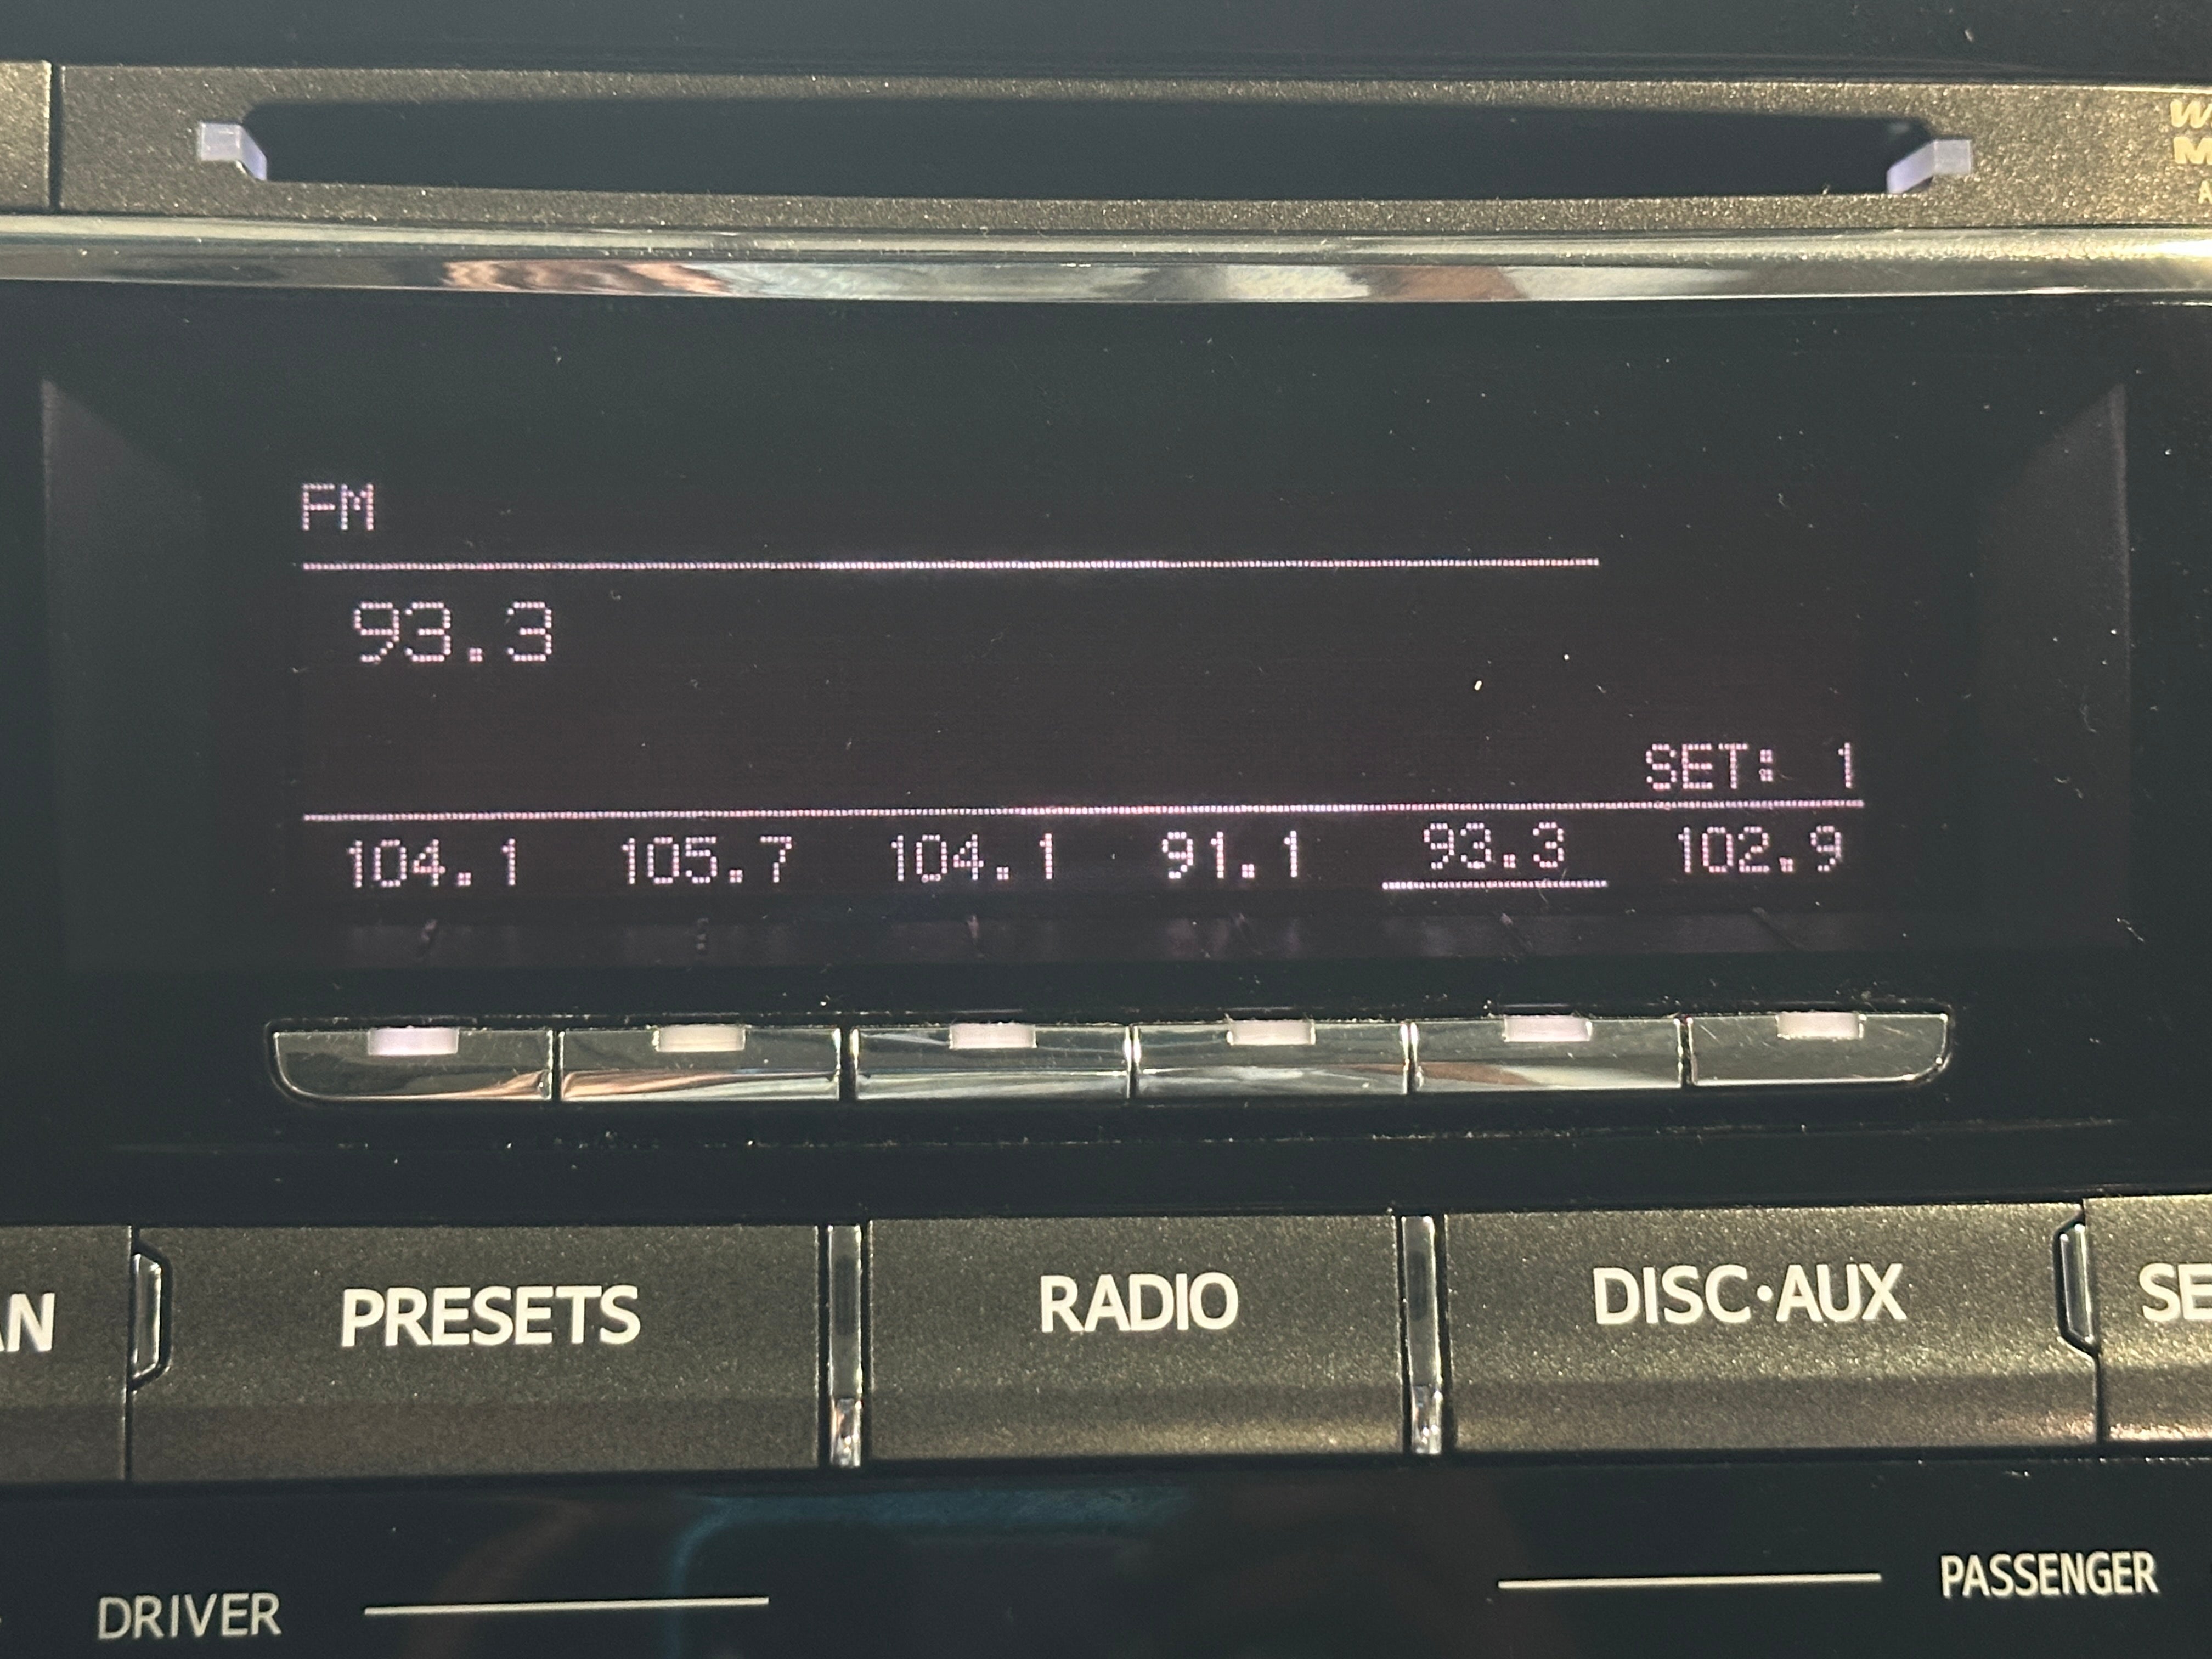 FM
93.3
SET: 1
104.1 105.7 104.1 91.1 93.3 102.9
PRESETS RADIO DISC·AUX
DRIVER PASSENGER